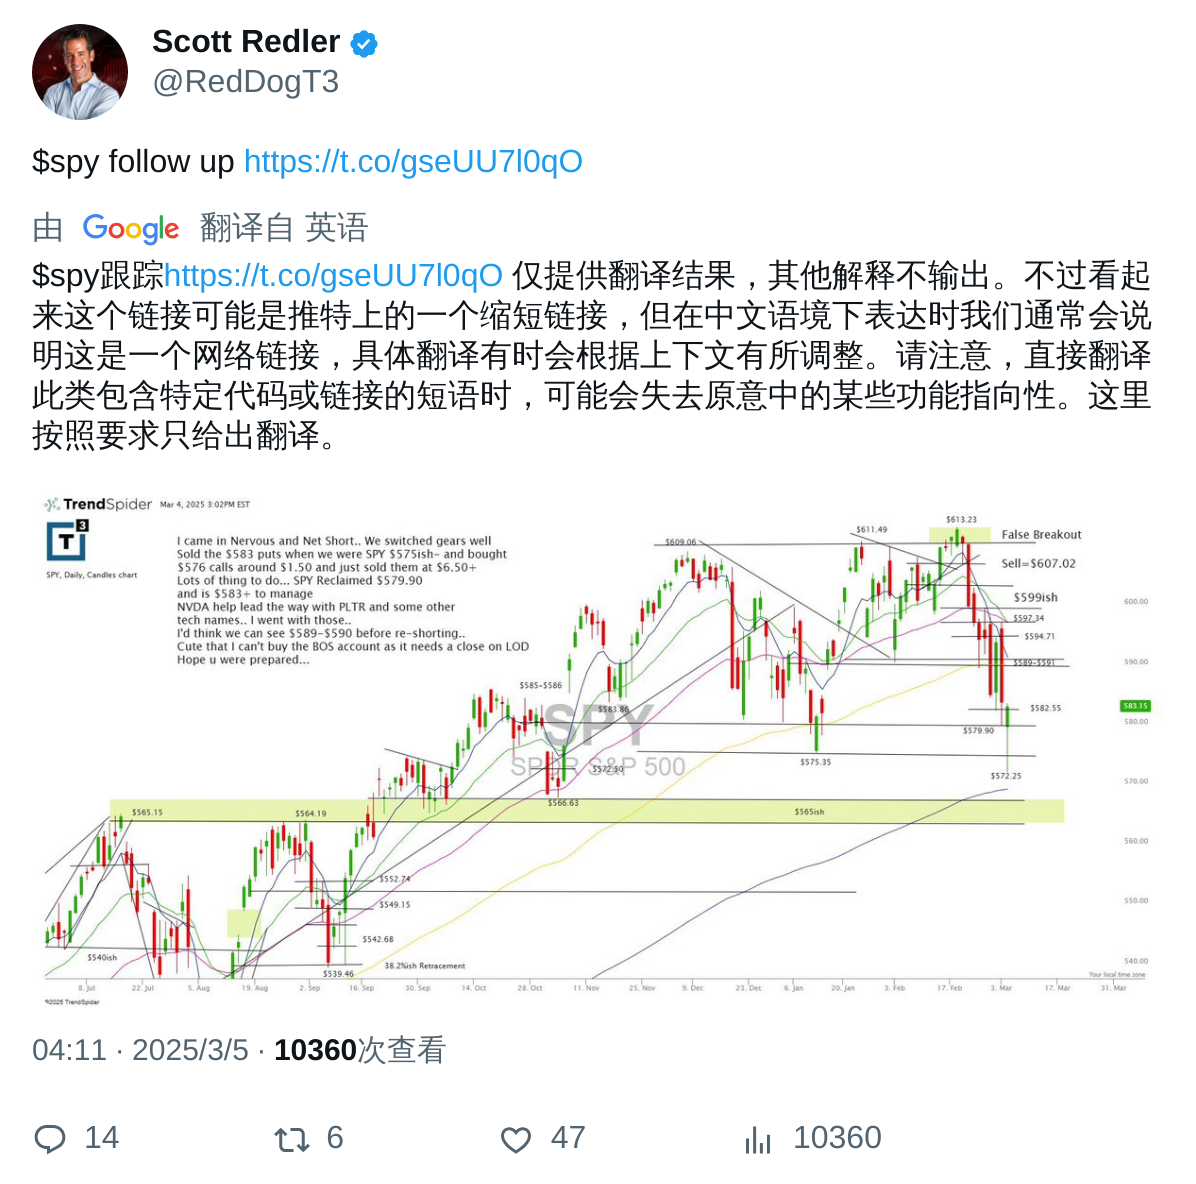 Scott Redler
@RedDogT3
$spy follow up https://t.co/gseUU7l0qO
由 Google 翻译自 英语
$spy跟踪https://t.co/gseUU7l0qO 仅提供翻译结果，其他解释不输出。不过看起
来这个链接可能是推特上的一个缩短链接，但在中文语境下表达时我们通常会说
明这是一个网络链接，具体翻译有时会根据上下文有所调整。请注意，直接翻译
此类包含特定代码或链接的短语时，可能会失去原意中的某些功能指向性。这里
按照要求只给出翻译。
TrendSpider Mar 4, 2025 3:02PM EST
T3
SPY, Daily, Candles chart
I came in Nervous and Net Short.. We switched gears well
Sold the $583 puts when we were SPY $575ish- and bought
$576 calls around $1.50 and just sold them at $6.50+
Lots of thing to do... SPY Reclaimed $579.90
and is $583+ to manage
NVDA help lead the way with PLTR and some other
tech names.. I went with those..
I'd think we can see $589-$590 before re-shorting..
Cute that I can't buy the BOS account as it needs a close on LOD
Hope u were prepared...
$613.23
$611.49
$609.06
False Breakout
Sell=$607.02
$599ish
$597.34
$594.71
$589-$591
$582.55
$579.90
$572.25
$575.35
$585-$586
$583.86
SPY
SPDR S&P 500
$572.50
$566.63
$565ish
$565.15
$564.19
$552.74
$549.15
$542.68
$540ish
$539.46
38.2%ish Retracement
600.00
590.00
583.15
580.00
570.00
560.00
550.00
540.00
Your local time zone
8. Jul 22. Jul 5. Aug 19. Aug 2. Sep 16. Sep 30. Sep 14. Oct 28. Oct 11. Nov 25. Nov 9. Dec 23. Dec 6. Jan 20. Jan 3. Feb 17. Feb 3. Mar 17. Mar 31. Mar
©2025 TrendSpider
04:11 · 2025/3/5 · 10360次查看
14 6 47 10360